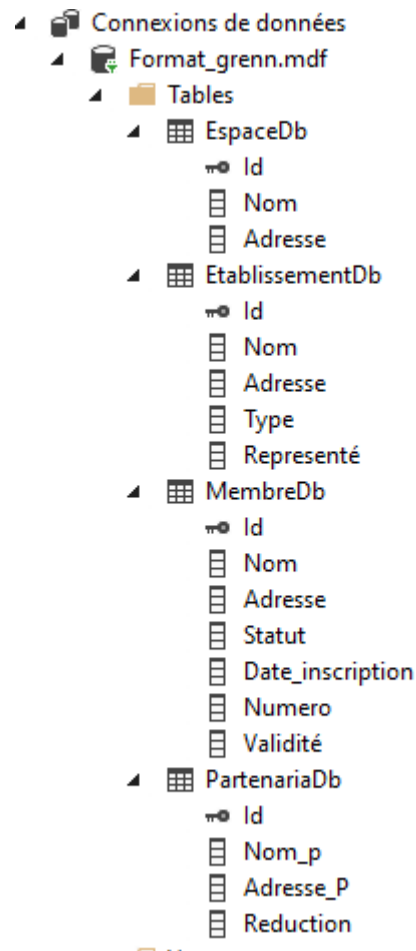 Connexions de données
Format_grenn.mdf
Tables
EspaceDb
Id
Nom
Adresse
EtablissementDb
Id
Nom
Adresse
Type
Representé
MembreDb
Id
Nom
Adresse
Statut
Date_inscription
Numero
Validité
PartenariaDb
Id
Nom_p
Adresse_P
Reduction